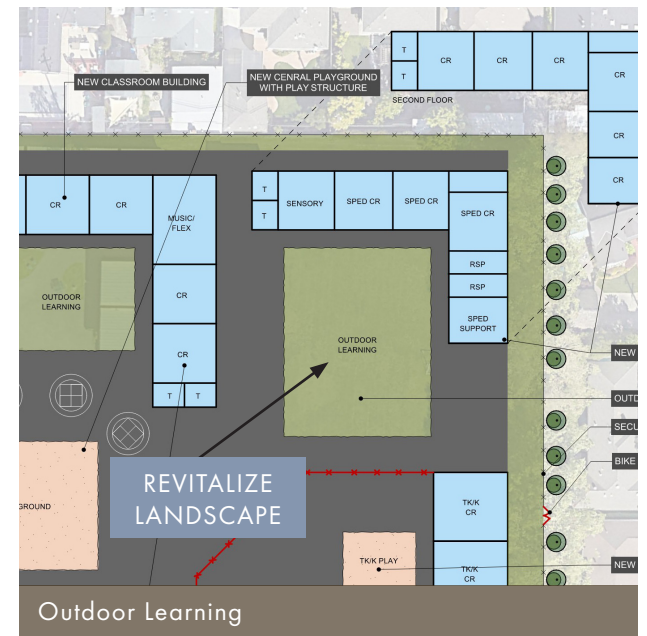 T
CR
CR
CR
T
SECOND FLOOR
CR
CR
CR
NEW CLASSROOM BUILDING
NEW CENRAL PLAYGROUND
WITH PLAY STRUCTURE
CR
CR
MUSIC/
FLEX
CR
CR
T
T
OUTDOOR
LEARNING
T
T
SENSORY
SPED CR
SPED CR
SPED CR
RSP
RSP
SPED
SUPPORT
OUTDOOR
LEARNING
NEW
OUTD
SECU
BIKE
REVITALIZE
LANDSCAPE
GROUND
TK/K
CR
TK/K
CR
TK/K PLAY
NEW
Outdoor Learning